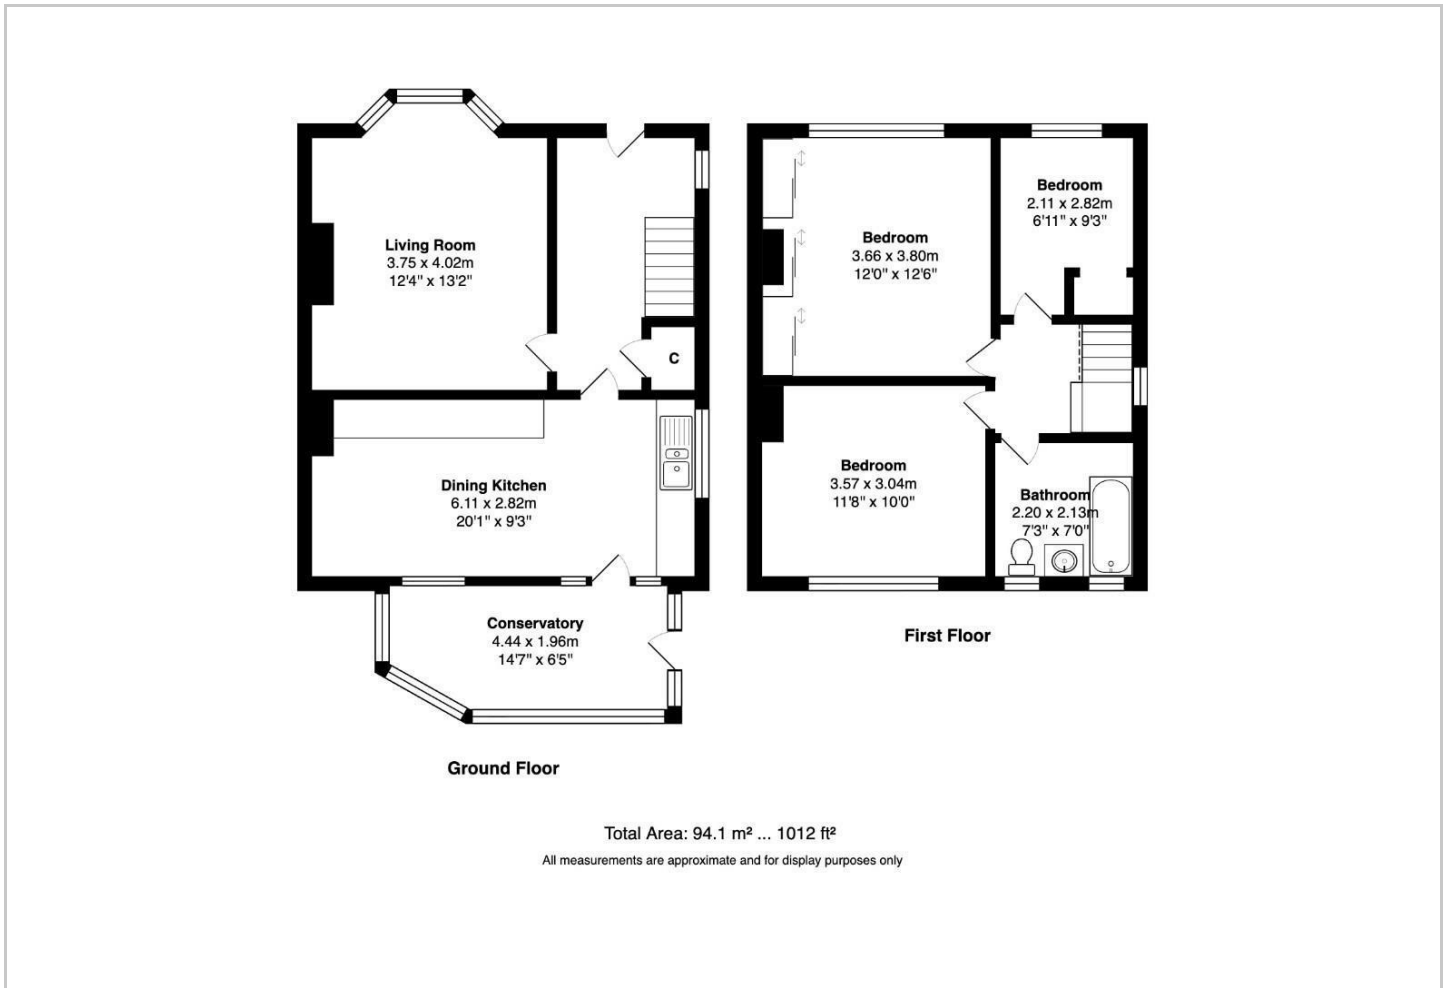 Living Room
3.75 x 4.02m
12'4" x 13'2"
C
Dining Kitchen
6.11 x 2.82m
20'1" x 9'3"
Conservatory
4.44 x 1.96m
14'7" x 6'5"
Ground Floor
Bedroom
3.66 x 3.80m
12'0" x 12'6"
Bedroom
2.11 x 2.82m
6'11" x 9'3"
Bedroom
3.57 x 3.04m
11'8" x 10'0"
Bathroom
2.20 x 2.13m
7'3" x 7'0"
First Floor
Total Area: 94.1 m² ... 1012 ft²
All measurements are approximate and for display purposes only